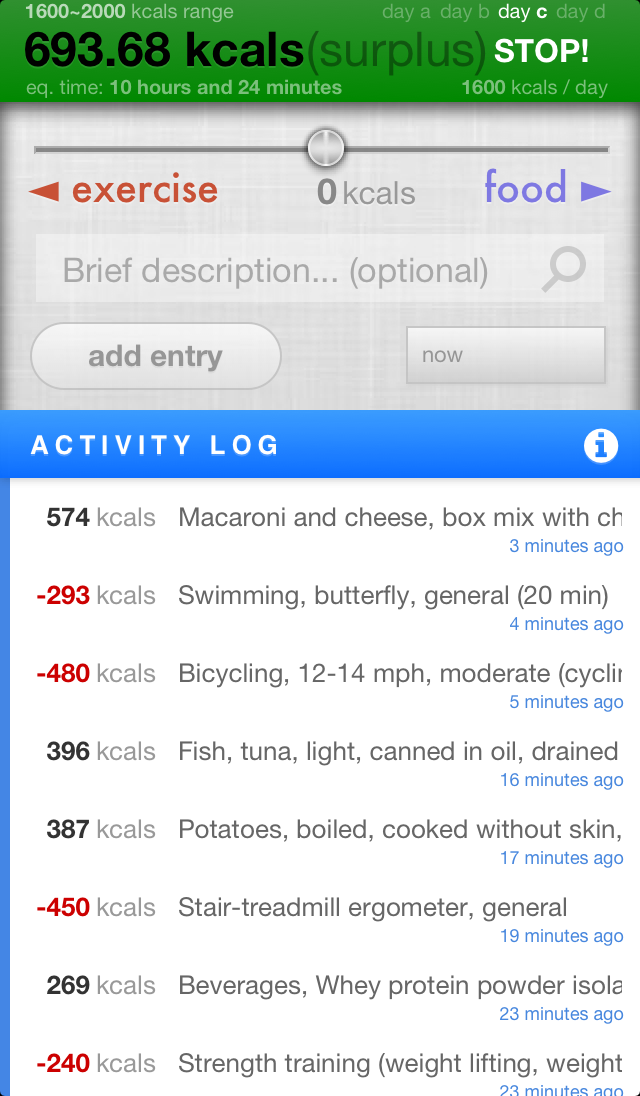 1600~2000 kcals range day a day b day c day d
693.68 kcals(surplus) STOP!
eq. time: 10 hours and 24 minutes 1600 kcals / day
◄ exercise 0 kcals food ►
Brief description... (optional)
add entry now
ACTIVITY LOG
574 kcals Macaroni and cheese, box mix with ch
3 minutes ago
-293 kcals Swimming, butterfly, general (20 min)
4 minutes ago
-480 kcals Bicycling, 12-14 mph, moderate (cyclin
5 minutes ago
396 kcals Fish, tuna, light, canned in oil, drained
16 minutes ago
387 kcals Potatoes, boiled, cooked without skin,
17 minutes ago
-450 kcals Stair-treadmill ergometer, general
19 minutes ago
269 kcals Beverages, Whey protein powder isola
23 minutes ago
-240 kcals Strength training (weight lifting, weight
23 minutes ago